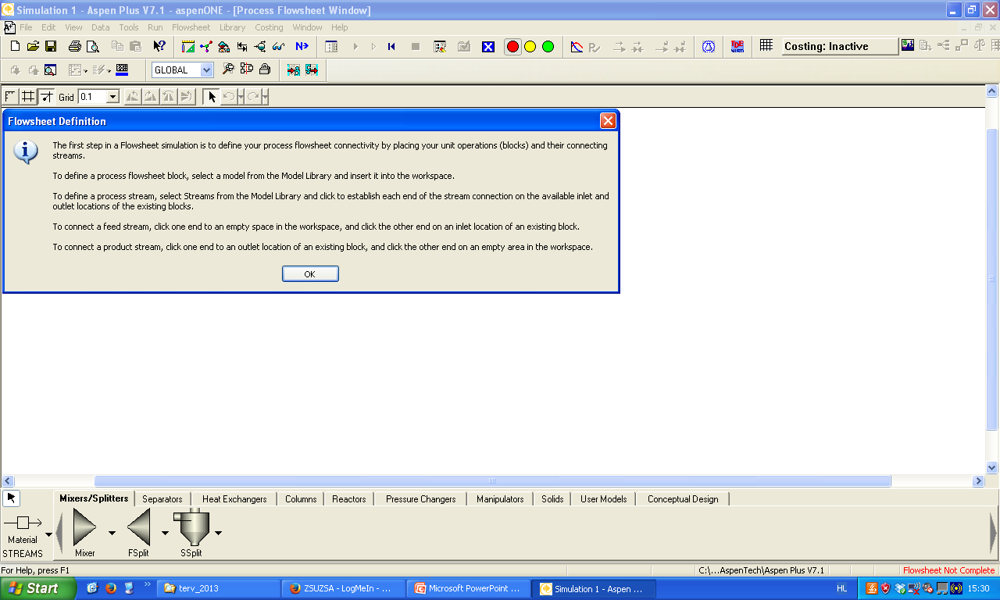 Simulation 1 - Aspen Plus V7.1 - aspenONE - [Process Flowsheet Window]
File Edit View Data Tools Run Flowsheet Library Costing Window Help
N Costing: Inactive
GLOBAL
Grid 0.1
Flowsheet Definition
The first step in a Flowsheet simulation is to define your process flowsheet connectivity by placing your unit operations (blocks) and their connecting
streams.
To define a process flowsheet block, select a model from the Model Library and insert it into the workspace.
To define a process stream, select Streams from the Model Library and click to establish each end of the stream connection on the available inlet and
outlet locations of the existing blocks.
To connect a feed stream, click one end to an empty space in the workspace, and click the other end on an inlet location of an existing block.
To connect a product stream, click one end to an outlet location of an existing block, and click the other end on an empty area in the workspace.
OK
Mixers/Splitters Separators Heat Exchangers Columns Reactors Pressure Changers Manipulators Solids User Models Conceptual Design
Material
STREAMS
Mixer FSplit SSplit
For Help, press F1 C:\...AspenTech\Aspen Plus V7.1 Flowsheet Not Complete
Start terv_2013 ZSUZSA - LogMeIn - ... Microsoft PowerPoint ... Simulation 1 - Aspen ... HL 15:30